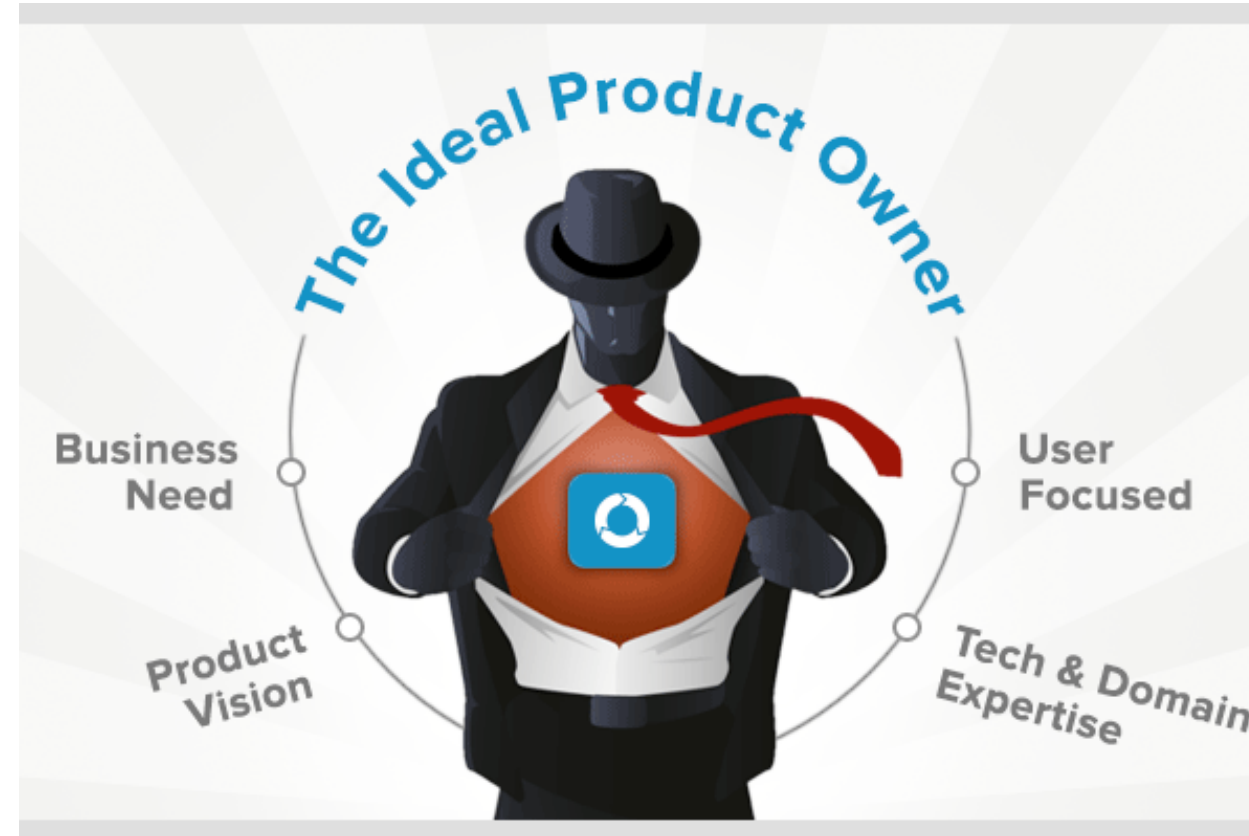 The Ideal Product Owner
Business
Need
Product
Vision
User
Focused
Tech & Domain
Expertise